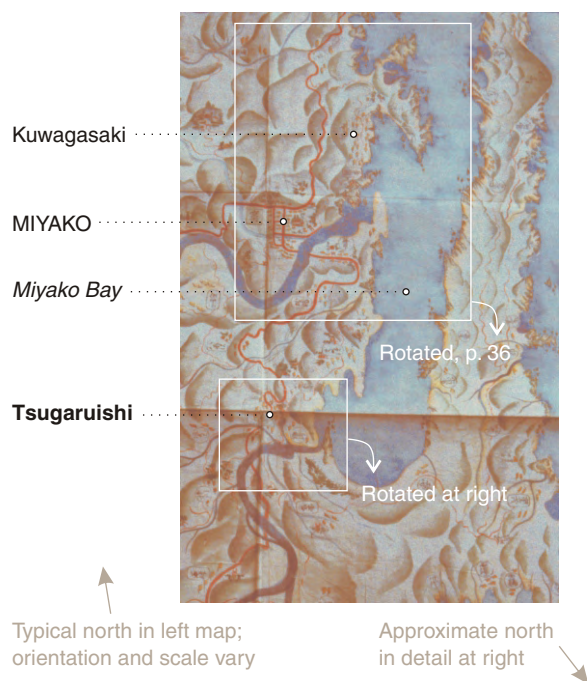 Kuwagasaki
MIYAKO
Miyako Bay
Rotated, p. 36
Tsugaruishi
Rotated at right
Typical north in left map;
orientation and scale vary
Approximate north
in detail at right